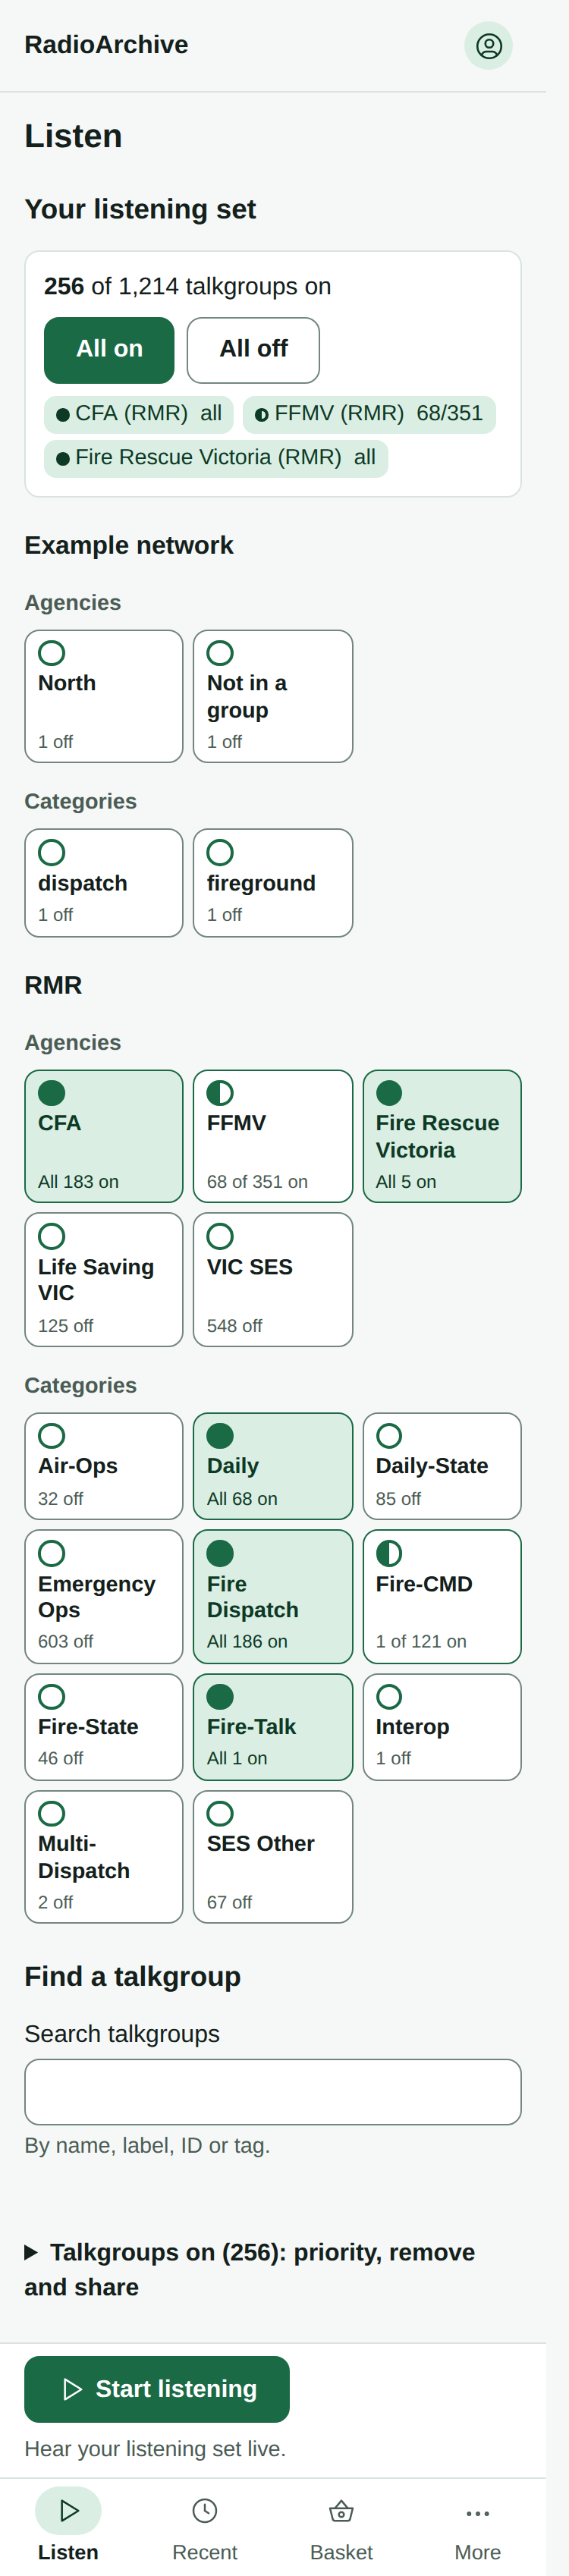 RadioArchive
Listen
Your listening set
256 of 1,214 talkgroups on
All on All off
CFA (RMR) all FFMV (RMR) 68/351
Fire Rescue Victoria (RMR) all
Example network
Agencies
North Not in a
group
1 off 1 off
Categories
dispatch fireground
1 off 1 off
RMR
Agencies
CFA FFMV Fire Rescue
Victoria
All 183 on 68 of 351 on All 5 on
Life Saving VIC SES
VIC
125 off 548 off
Categories
Air-Ops Daily Daily-State
32 off All 68 on 85 off
Emergency Fire Fire-CMD
Ops Dispatch
603 off All 186 on 1 of 121 on
Fire-State Fire-Talk Interop
46 off All 1 on 1 off
Multi- SES Other
Dispatch
2 off 67 off
Find a talkgroup
Search talkgroups
By name, label, ID or tag.
Talkgroups on (256): priority, remove
and share
Start listening
Hear your listening set live.
Listen Recent Basket More